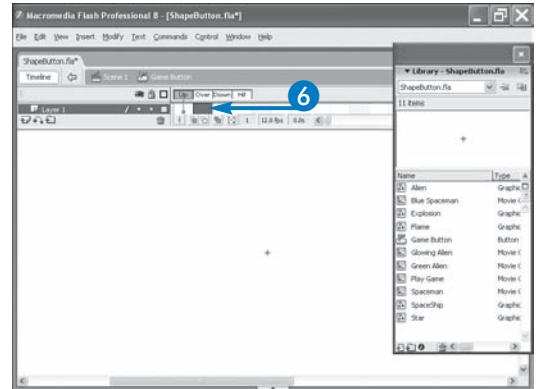 Macromedia Flash Professional 8 - [ShapeButton.fla*]
File Edit View Insert Modify Text Commands Control Window Help
ShapeButton.fla*
Timeline Scene 1 Game Button
Up Over Down Hit
6
Layer 1
1 12.0 fps 0.0s
Library - ShapeButton.fla
ShapeButton.fla
11 items
Name Type
Alien Graphic
Blue Spaceman Movie C
Explosion Graphic
Flame Graphic
Game Button Button
Glowing Alien Movie C
Green Alien Movie C
Play Game Movie C
Spaceman Movie C
SpaceShip Graphic
Star Graphic